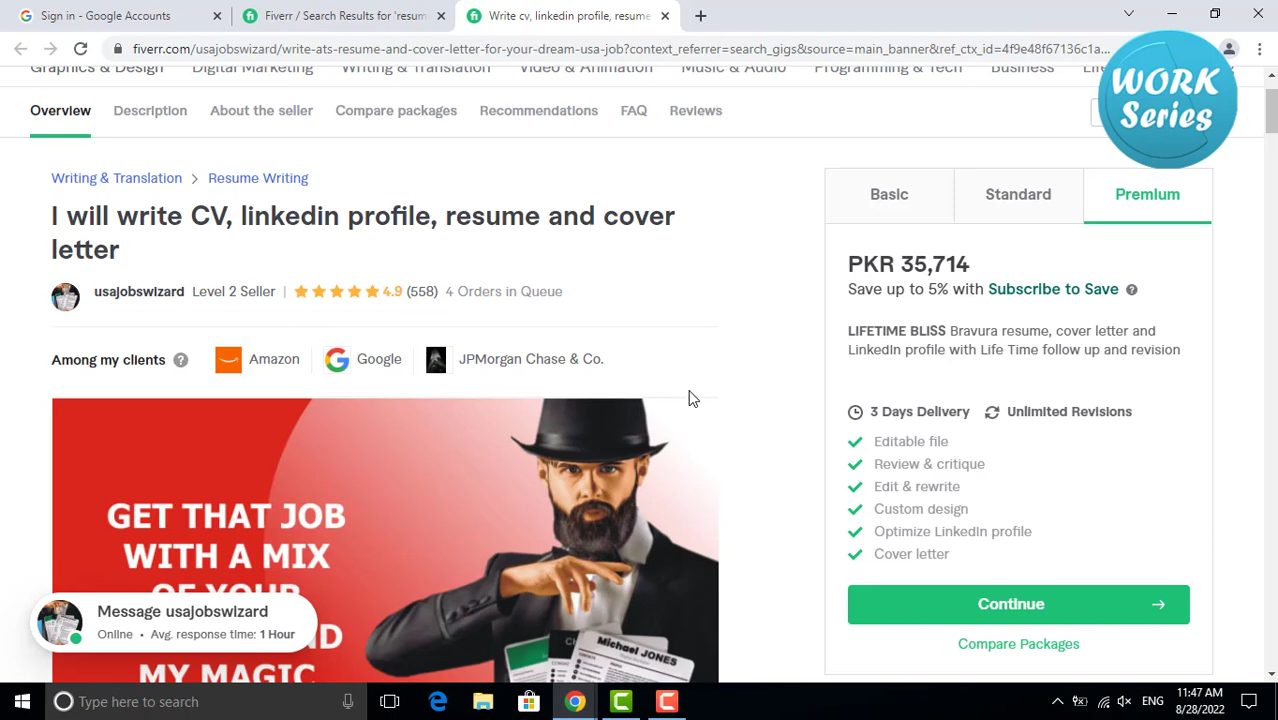 Sign in - Google Accounts
Fiverr / Search Results for 'resum
Write cv, linkedin profile, resume
fiverr.com/usajobswizard/write-ats-resume-and-cover-letter-for-your-dream-usa-job?context_referrer=search_gigs&source=main_banner&ref_ctx_id=4f9e48f67136c1a...
Graphics & Design Digital Marketing Writing & Translation Video & Animation Music & Audio Programming & Tech Business
WORK
Series
Overview Description About the seller Compare packages Recommendations FAQ Reviews
Writing & Translation > Resume Writing
I will write CV, linkedin profile, resume and cover
letter
usajobswizard Level 2 Seller 4.9 (558) 4 Orders in Queue
Among my clients ? Amazon Google JPMorgan Chase & Co.
GET THAT JOB
WITH A MIX
MY MAGIC
Michael JONES
Message usajobswizard
Online • Avg. response time: 1 Hour
Basic Standard Premium
PKR 35,714
Save up to 5% with Subscribe to Save ?
LIFETIME BLISS Bravura resume, cover letter and
LinkedIn profile with Life Time follow up and revision
3 Days Delivery Unlimited Revisions
Editable file
Review & critique
Edit & rewrite
Custom design
Optimize LinkedIn profile
Cover letter
Continue
Compare Packages
Type here to search
ENG
11:47 AM
8/28/2022